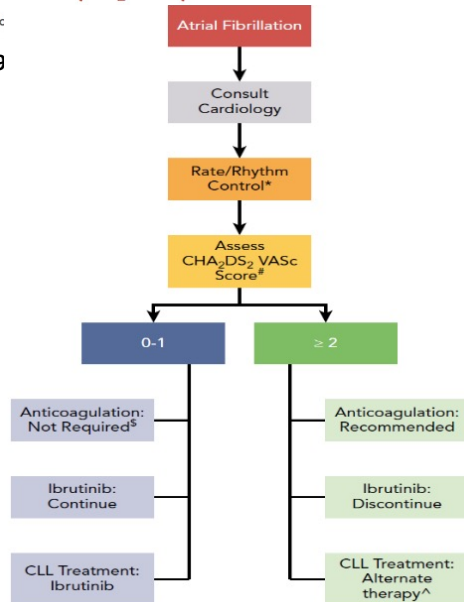 Atrial Fibrillation
Consult
Cardiology
Rate/Rhythm
Control*
Assess
CHA₂DS₂ VASc
Score#
0-1
≥ 2
Anticoagulation:
Not Required$
Anticoagulation:
Recommended
Ibrutinib:
Continue
Ibrutinib:
Discontinue
CLL Treatment:
Ibrutinib
CLL Treatment:
Alternate
therapy^